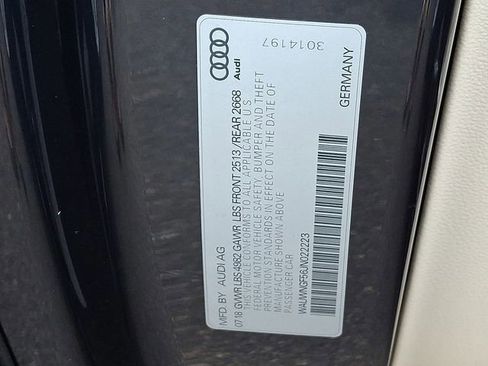 MFD. BY AUDI AG
07/18 GVWR LBS 4982 GAWR LBS FRONT 2513 /REAR 2668
THIS VEHICLE CONFORMS TO ALL APPLICABLE U S
FEDERAL MOTOR VEHICLE SAFETY, BUMPER AND THEFT
PREVENTION STANDARDS IN EFFECT ON THE DATE OF
MANUFACTURE SHOWN ABOVE
PASSENGER CAR
WAUWNGF56JN022223
GERMANY
Audi
3014197